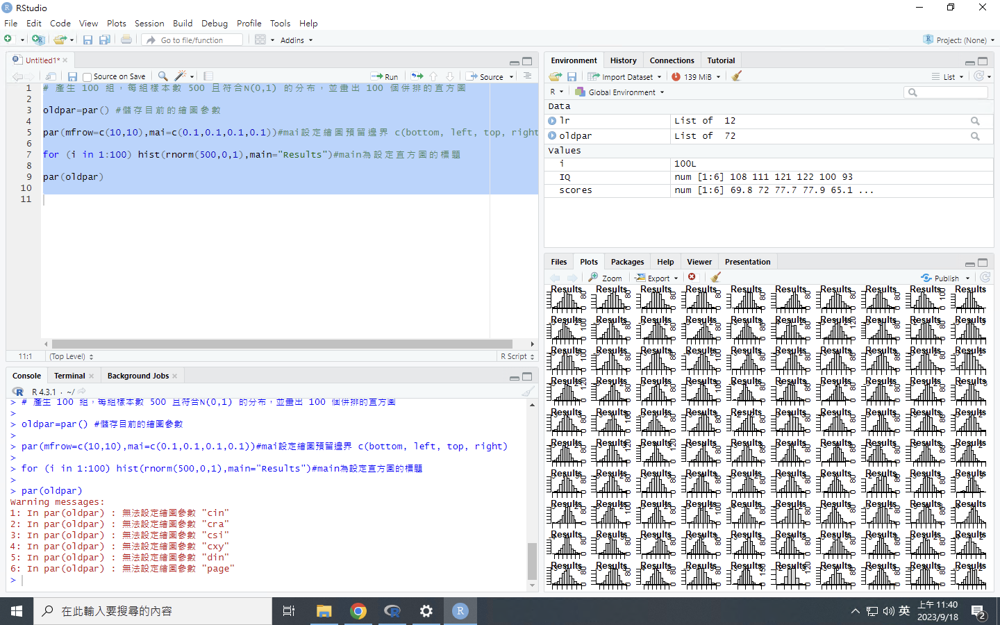 RStudio
File Edit Code View Plots Session Build Debug Profile Tools Help
Go to file/function Addins Project: (None)
Untitled1*
Source on Save Run Source
1 # 產生 100 組，每組樣本數 500 且符合N(0,1) 的分布，並畫出 100 個併排的直方圖
2
3 oldpar=par() #儲存目前的繪圖參數
4
5 par(mfrow=c(10,10),mai=c(0.1,0.1,0.1,0.1))#mai設定繪圖預留邊界 c(bottom, left, top, right
6
7 for (i in 1:100) hist(rnorm(500,0,1),main="Results")#main為設定直方圖的標題
8
9 par(oldpar)
10
11
11:1 (Top Level) R Script
Console Terminal Background Jobs
R 4.3.1 · ~/
> # 產生 100 組，每組樣本數 500 且符合N(0,1) 的分布，並畫出 100 個併排的直方圖
>
> oldpar=par() #儲存目前的繪圖參數
>
> par(mfrow=c(10,10),mai=c(0.1,0.1,0.1,0.1))#mai設定繪圖預留邊界 c(bottom, left, top, right)
>
> for (i in 1:100) hist(rnorm(500,0,1),main="Results")#main為設定直方圖的標題
>
> par(oldpar)
Warning messages:
1: In par(oldpar) : 無法設定繪圖參數 "cin"
2: In par(oldpar) : 無法設定繪圖參數 "cra"
3: In par(oldpar) : 無法設定繪圖參數 "csi"
4: In par(oldpar) : 無法設定繪圖參數 "cxy"
5: In par(oldpar) : 無法設定繪圖參數 "din"
6: In par(oldpar) : 無法設定繪圖參數 "page"
>
Environment History Connections Tutorial
Import Dataset 139 MiB List
R Global Environment
Data
lr List of 12
oldpar List of 72
Values
i 100L
IQ num [1:6] 108 111 121 122 100 93
scores num [1:6] 69.8 72 77.7 77.9 65.1 ...
Files Plots Packages Help Viewer Presentation
Zoom Export Publish
Results Results Results Results Results Results Results Results Results Results
Results Results Results Results Results Results Results Results Results Results
Results Results Results Results Results Results Results Results Results Results
Results Results Results Results Results Results Results Results Results Results
Results Results Results Results Results Results Results Results Results Results
Results Results Results Results Results Results Results Results Results Results
Results Results Results Results Results Results Results Results Results Results
Results Results Results Results Results Results Results Results Results Results
Results Results Results Results Results Results Results Results Results Results
Results Results Results Results Results Results Results Results Results Results
在此輸入要搜尋的內容
英
上午 11:40
2023/9/18
2